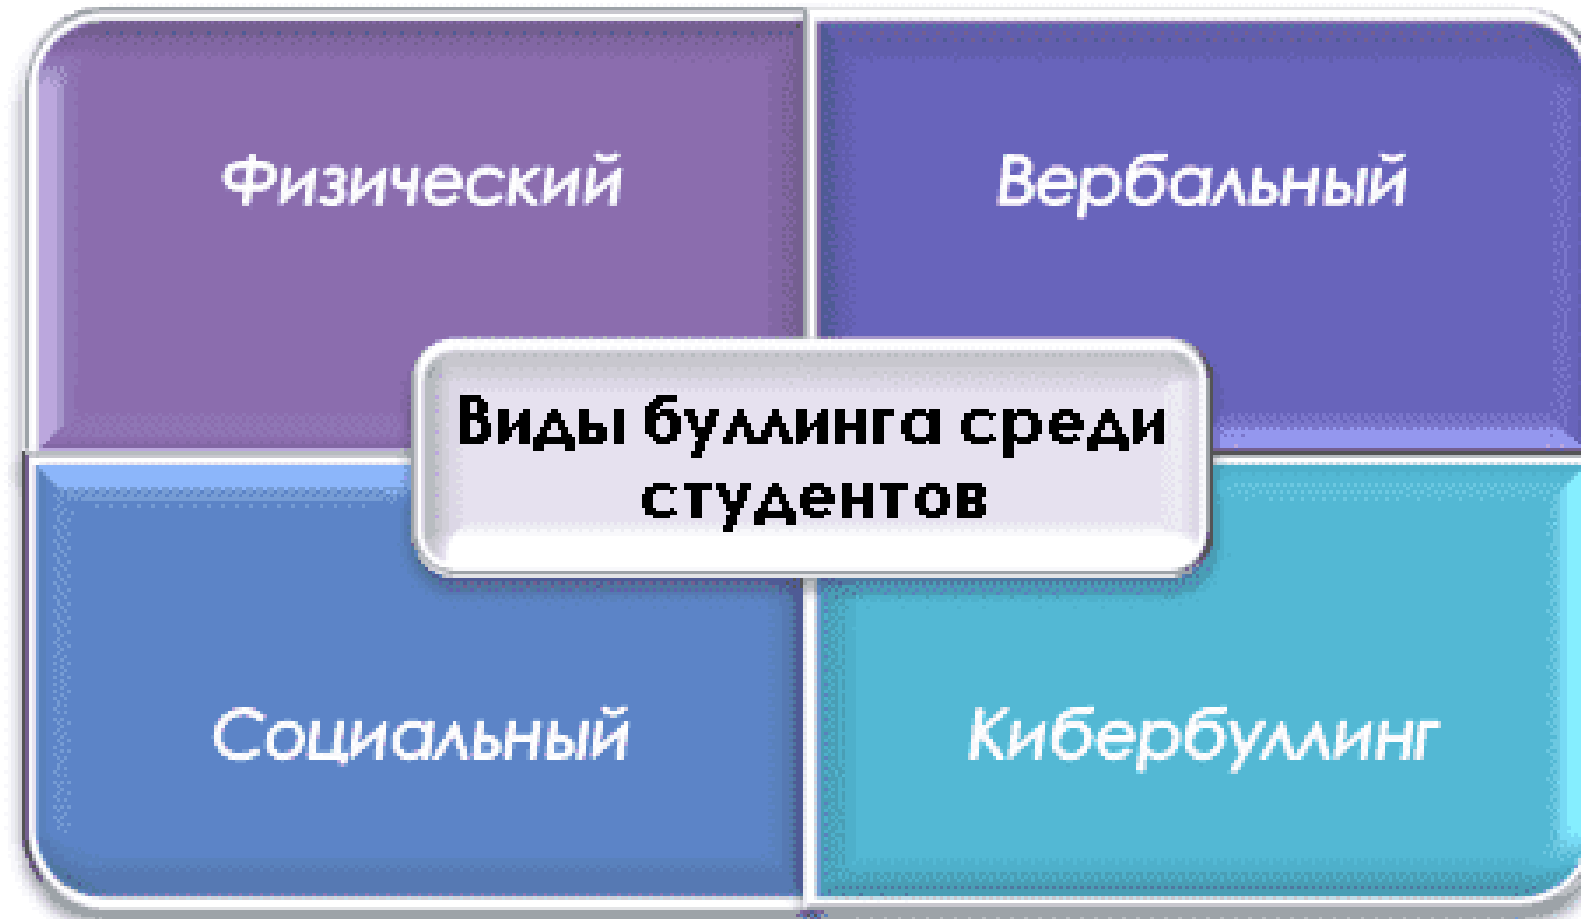 Физический
Вербальный
Виды буллинга среди
студентов
Социальный
Кибербуллинг